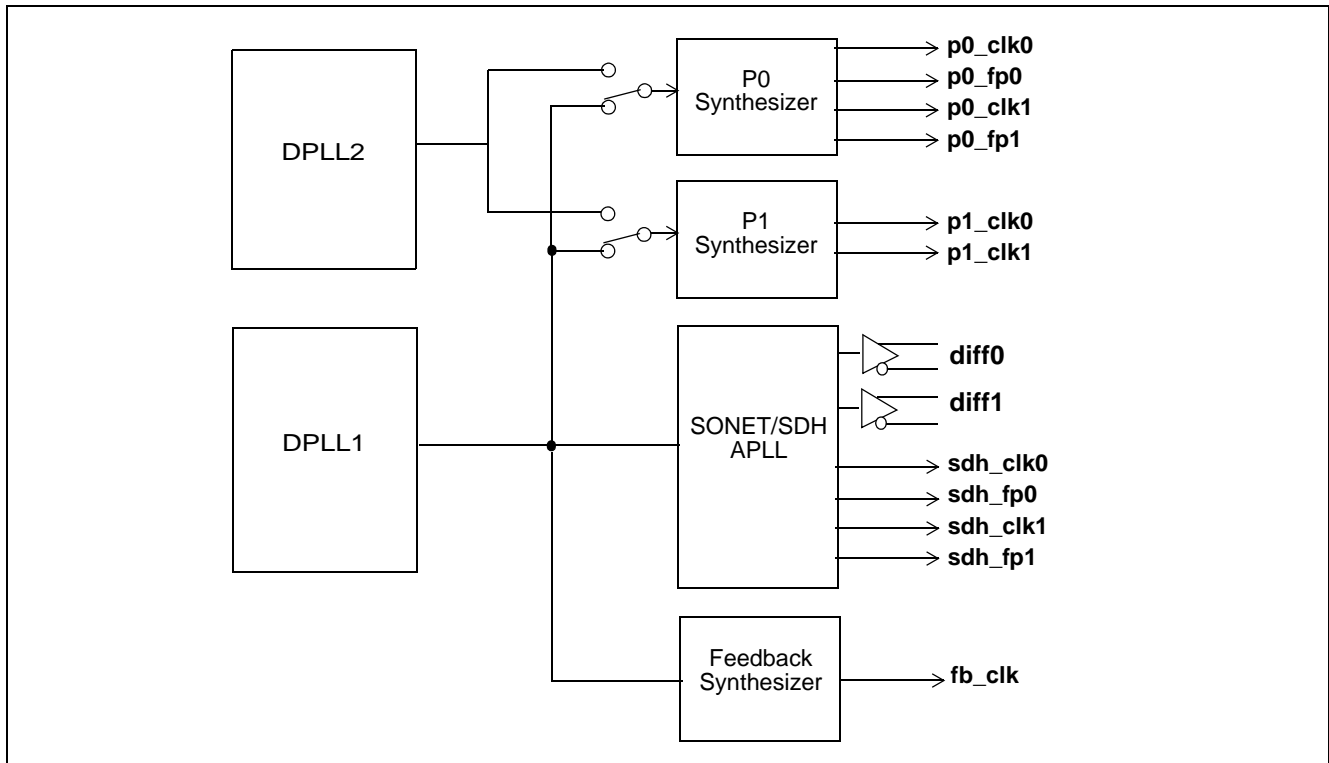 DPLL2
P0
Synthesizer
p0_clk0
p0_fp0
p0_clk1
p0_fp1
P1
Synthesizer
p1_clk0
p1_clk1
DPLL1
SONET/SDH
APLL
diff0
diff1
sdh_clk0
sdh_fp0
sdh_clk1
sdh_fp1
Feedback
Synthesizer
fb_clk